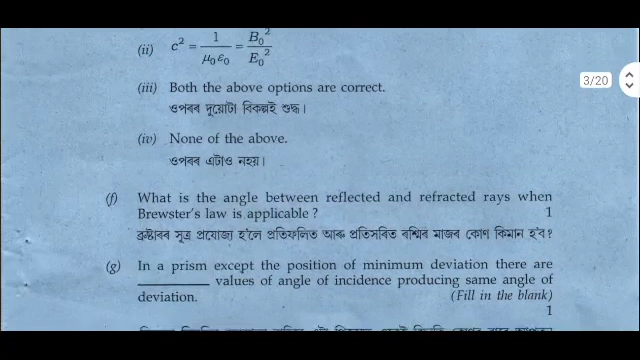 (ii) c² = 1/μ₀ε₀ = B₀²/E₀²
(iii) Both the above options are correct.
ওপৰৰ দুয়োটা বিকল্পই শুদ্ধ।
3/20
(iv) None of the above.
ওপৰৰ এটাও নহয়।
(f) What is the angle between reflected and refracted rays when
Brewster's law is applicable ? 1
ব্ৰুষ্টাৰৰ সূত্ৰ প্ৰযোজ্য হ'লে প্ৰতিফলিত আৰু প্ৰতিসৰিত ৰশ্মিৰ মাজৰ কোণ কিমান হ'ব?
(g) In a prism except the position of minimum deviation there are
________ values of angle of incidence producing same angle of
deviation. (Fill in the blank)
1